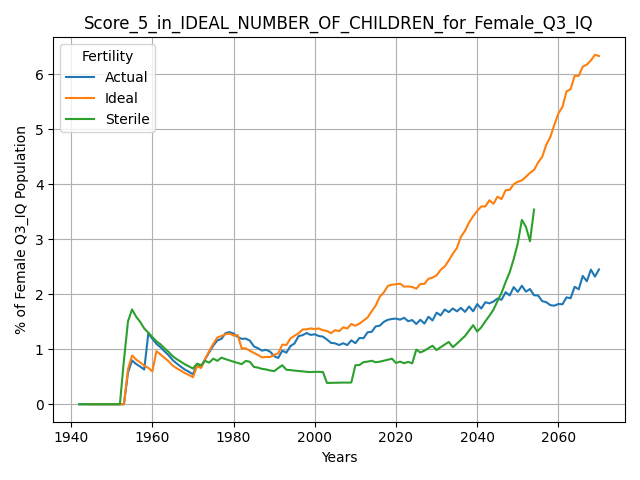 Score_5_in_IDEAL_NUMBER_OF_CHILDREN_for_Female_Q3_IQ
Fertility
Actual
Ideal
Sterile
% of Female Q3_IQ Population
6
5
4
3
2
1
0
1940 1960 1980 2000 2020 2040 2060
Years